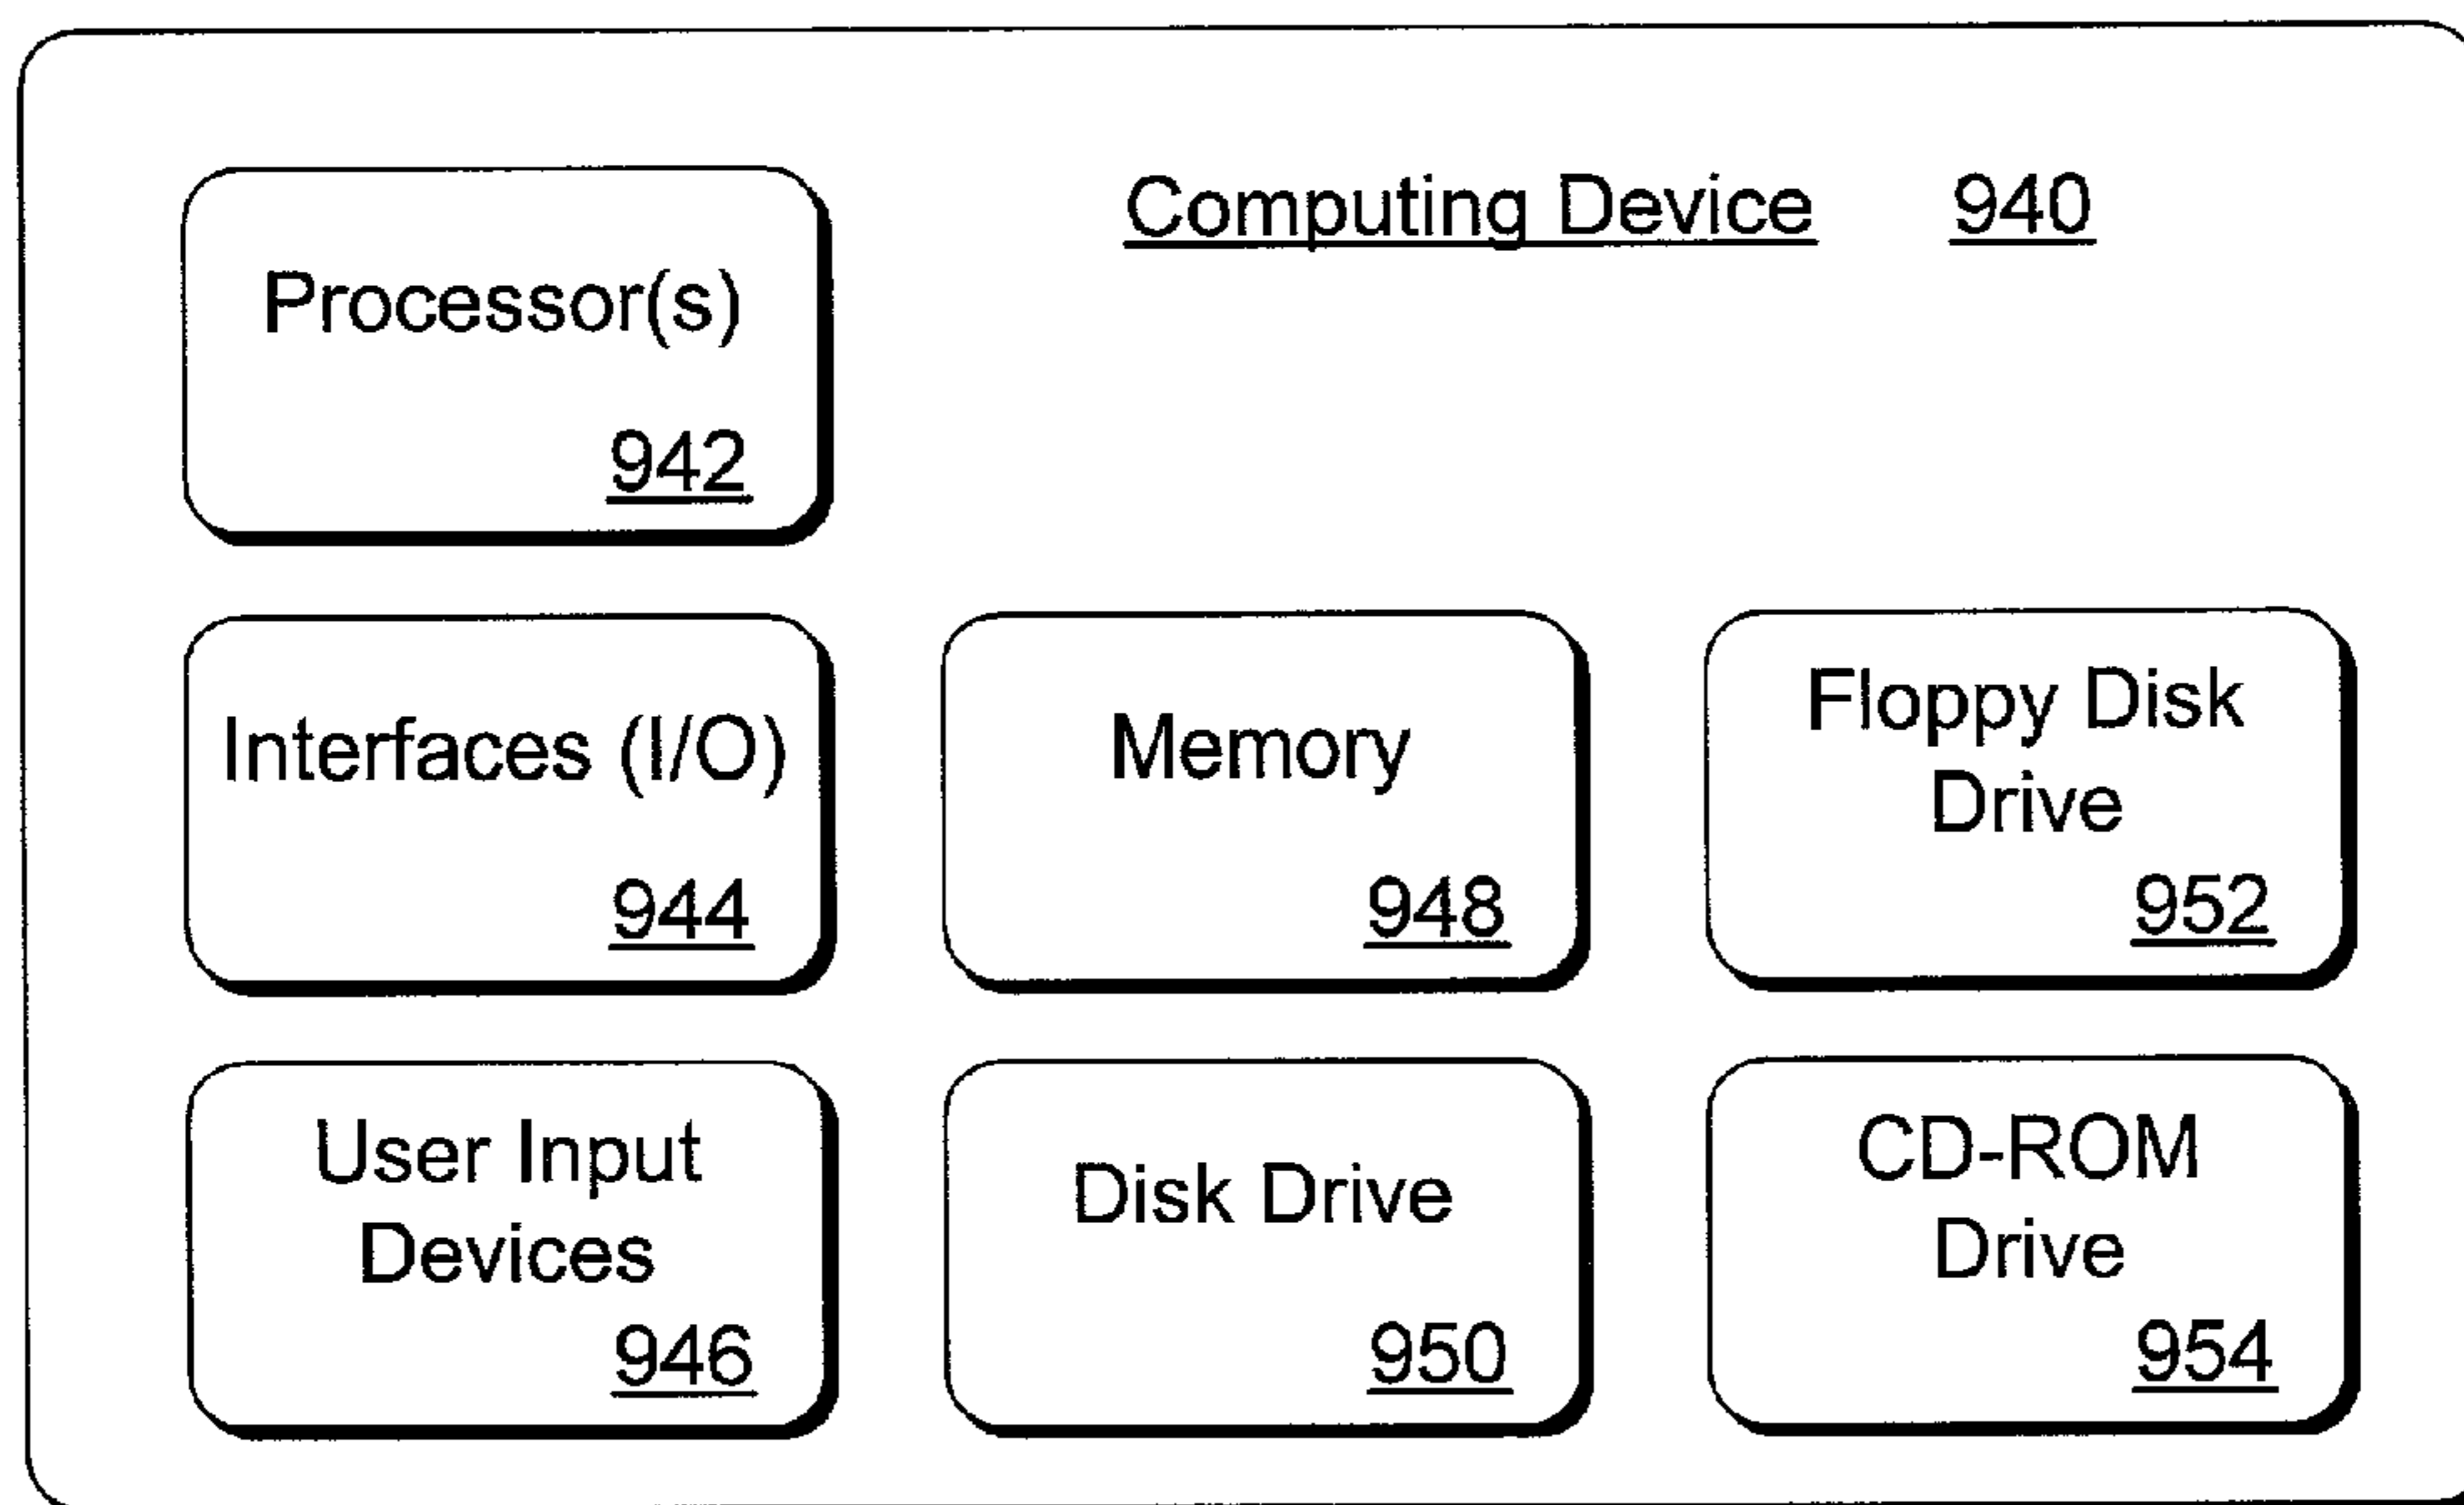 Computing Device 940
Processor(s)
942
Interfaces (I/O)
944
Memory
948
Floppy Disk
Drive
952
User Input
Devices
946
Disk Drive
950
CD-ROM
Drive
954